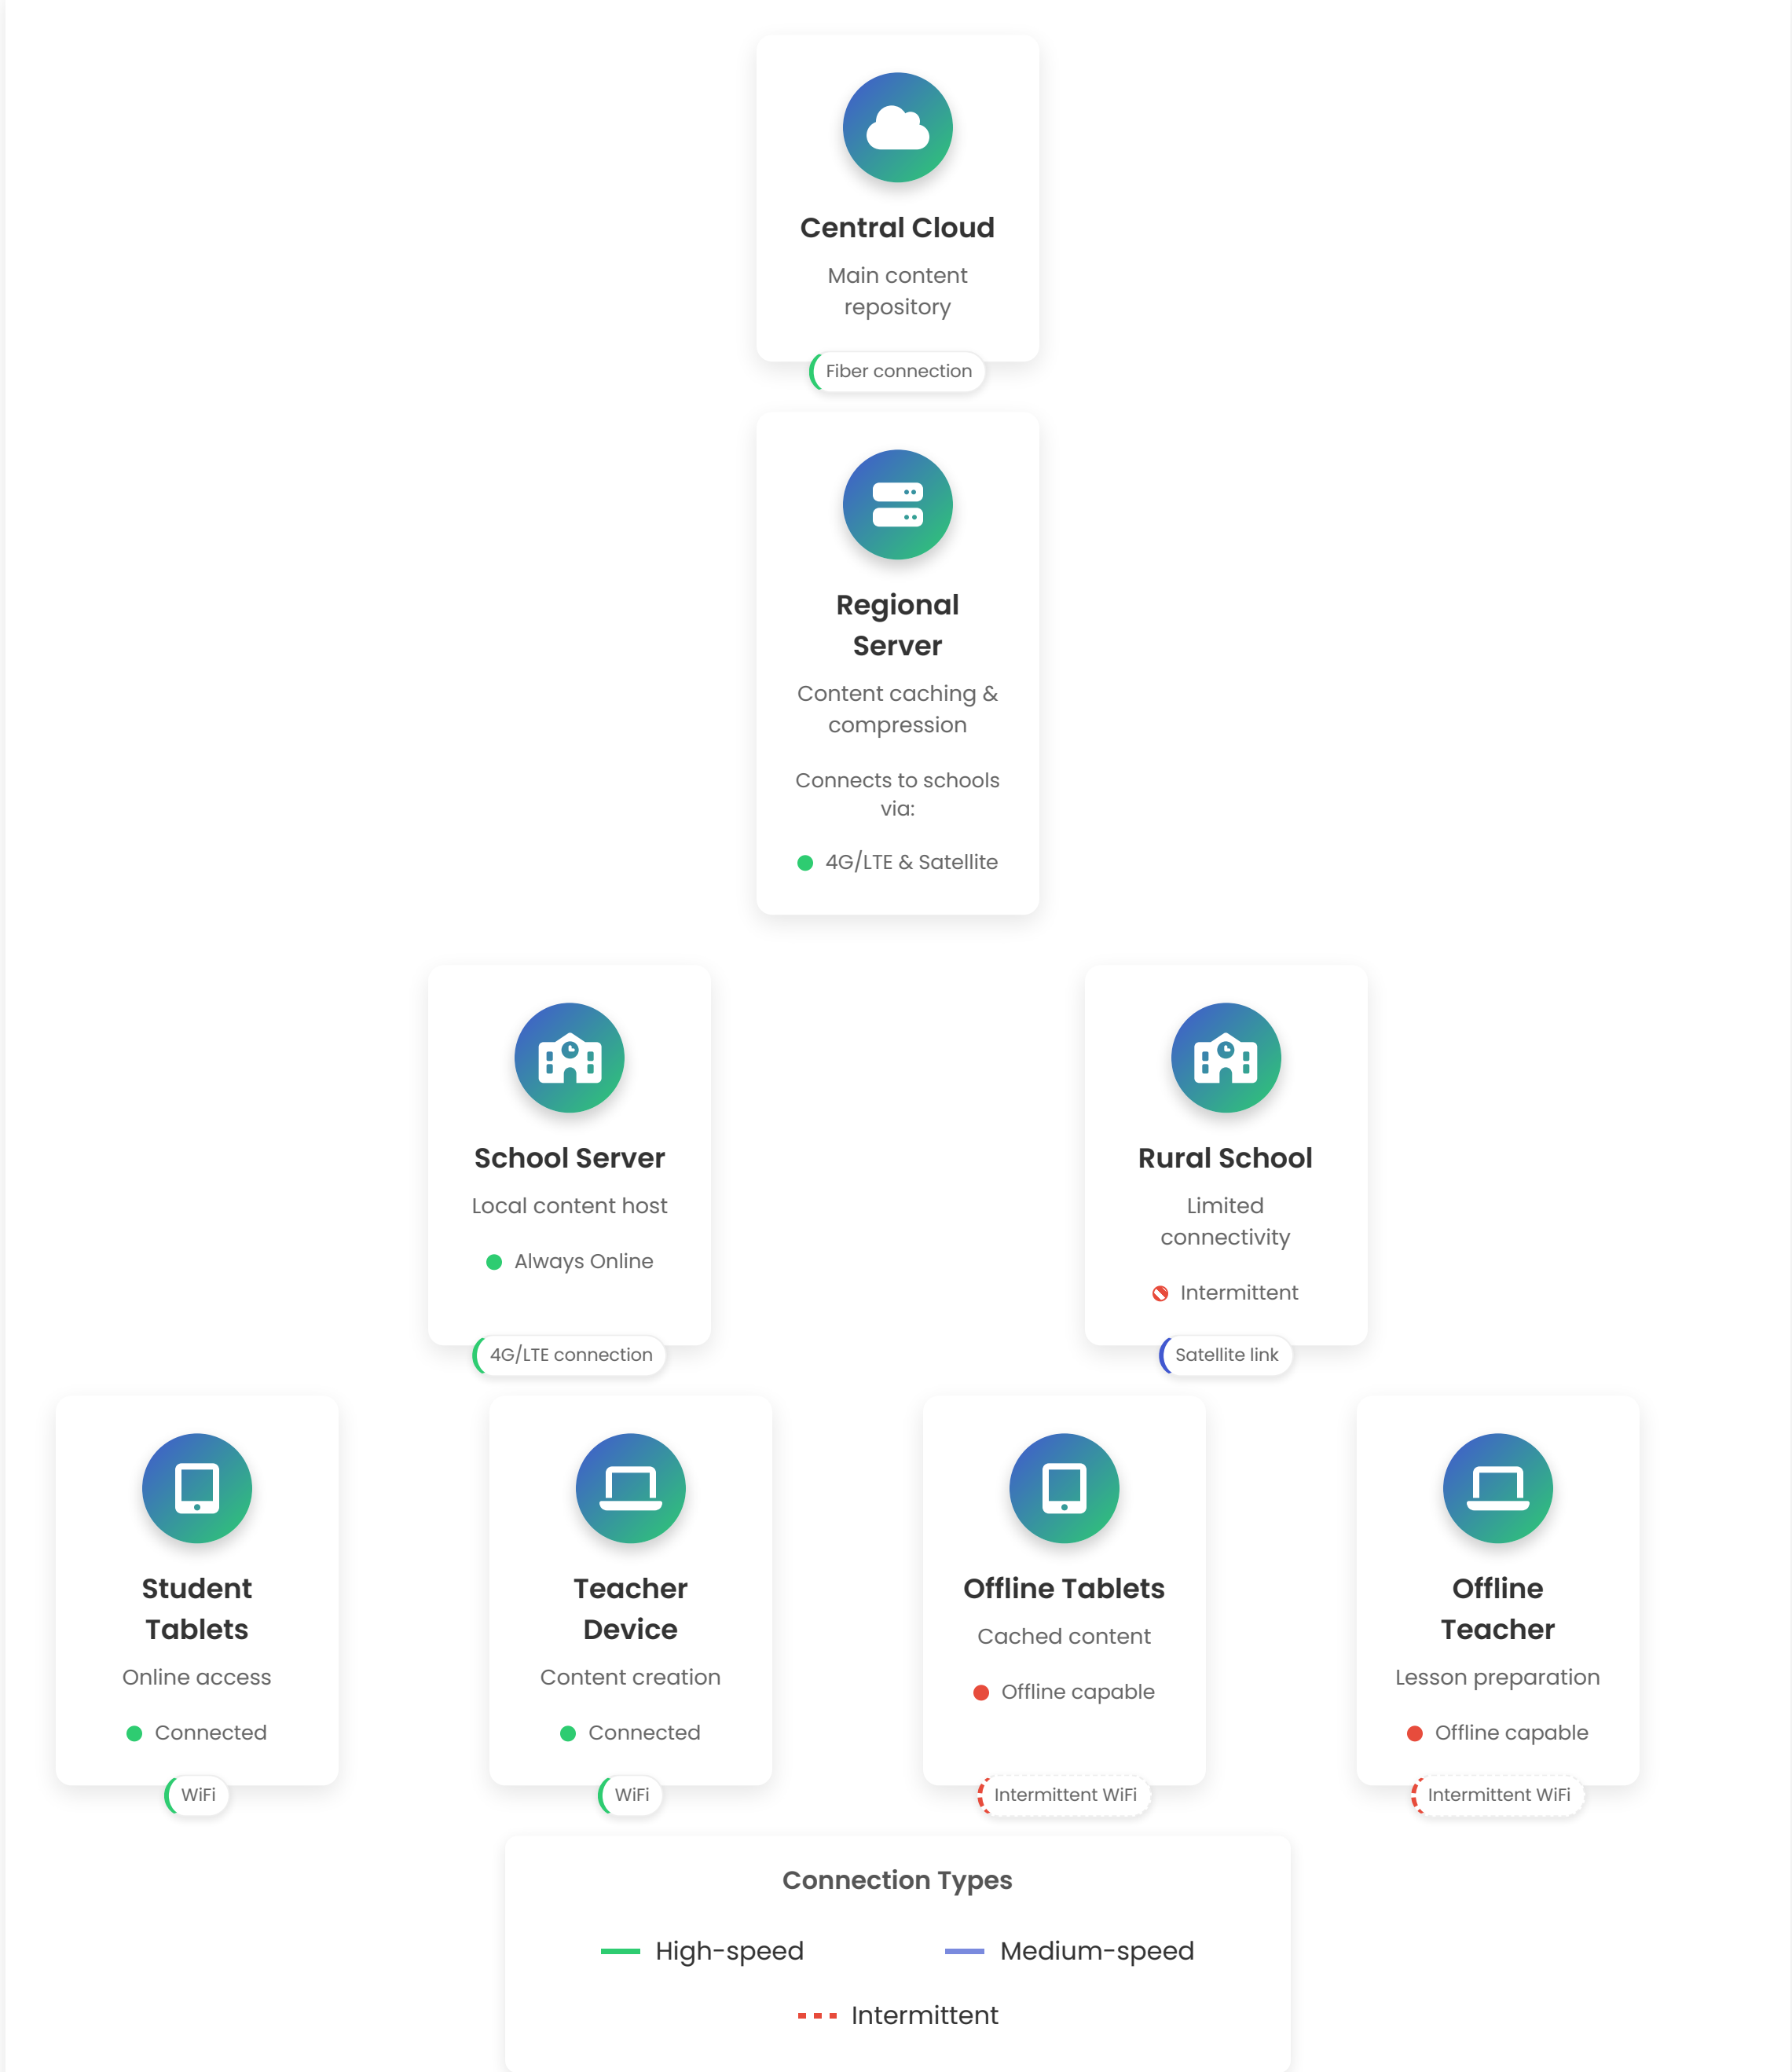 Central Cloud
Main content
repository
Fiber connection
Regional
Server
Content caching &
compression
Connects to schools
via:
4G/LTE & Satellite
School Server
Local content host
Always Online
4G/LTE connection
Rural School
Limited
connectivity
Intermittent
Satellite link
Student
Tablets
Online access
Connected
WiFi
Teacher
Device
Content creation
Connected
WiFi
Offline Tablets
Cached content
Offline capable
Intermittent WiFi
Offline
Teacher
Lesson preparation
Offline capable
Intermittent WiFi
Connection Types
High-speed
Medium-speed
Intermittent